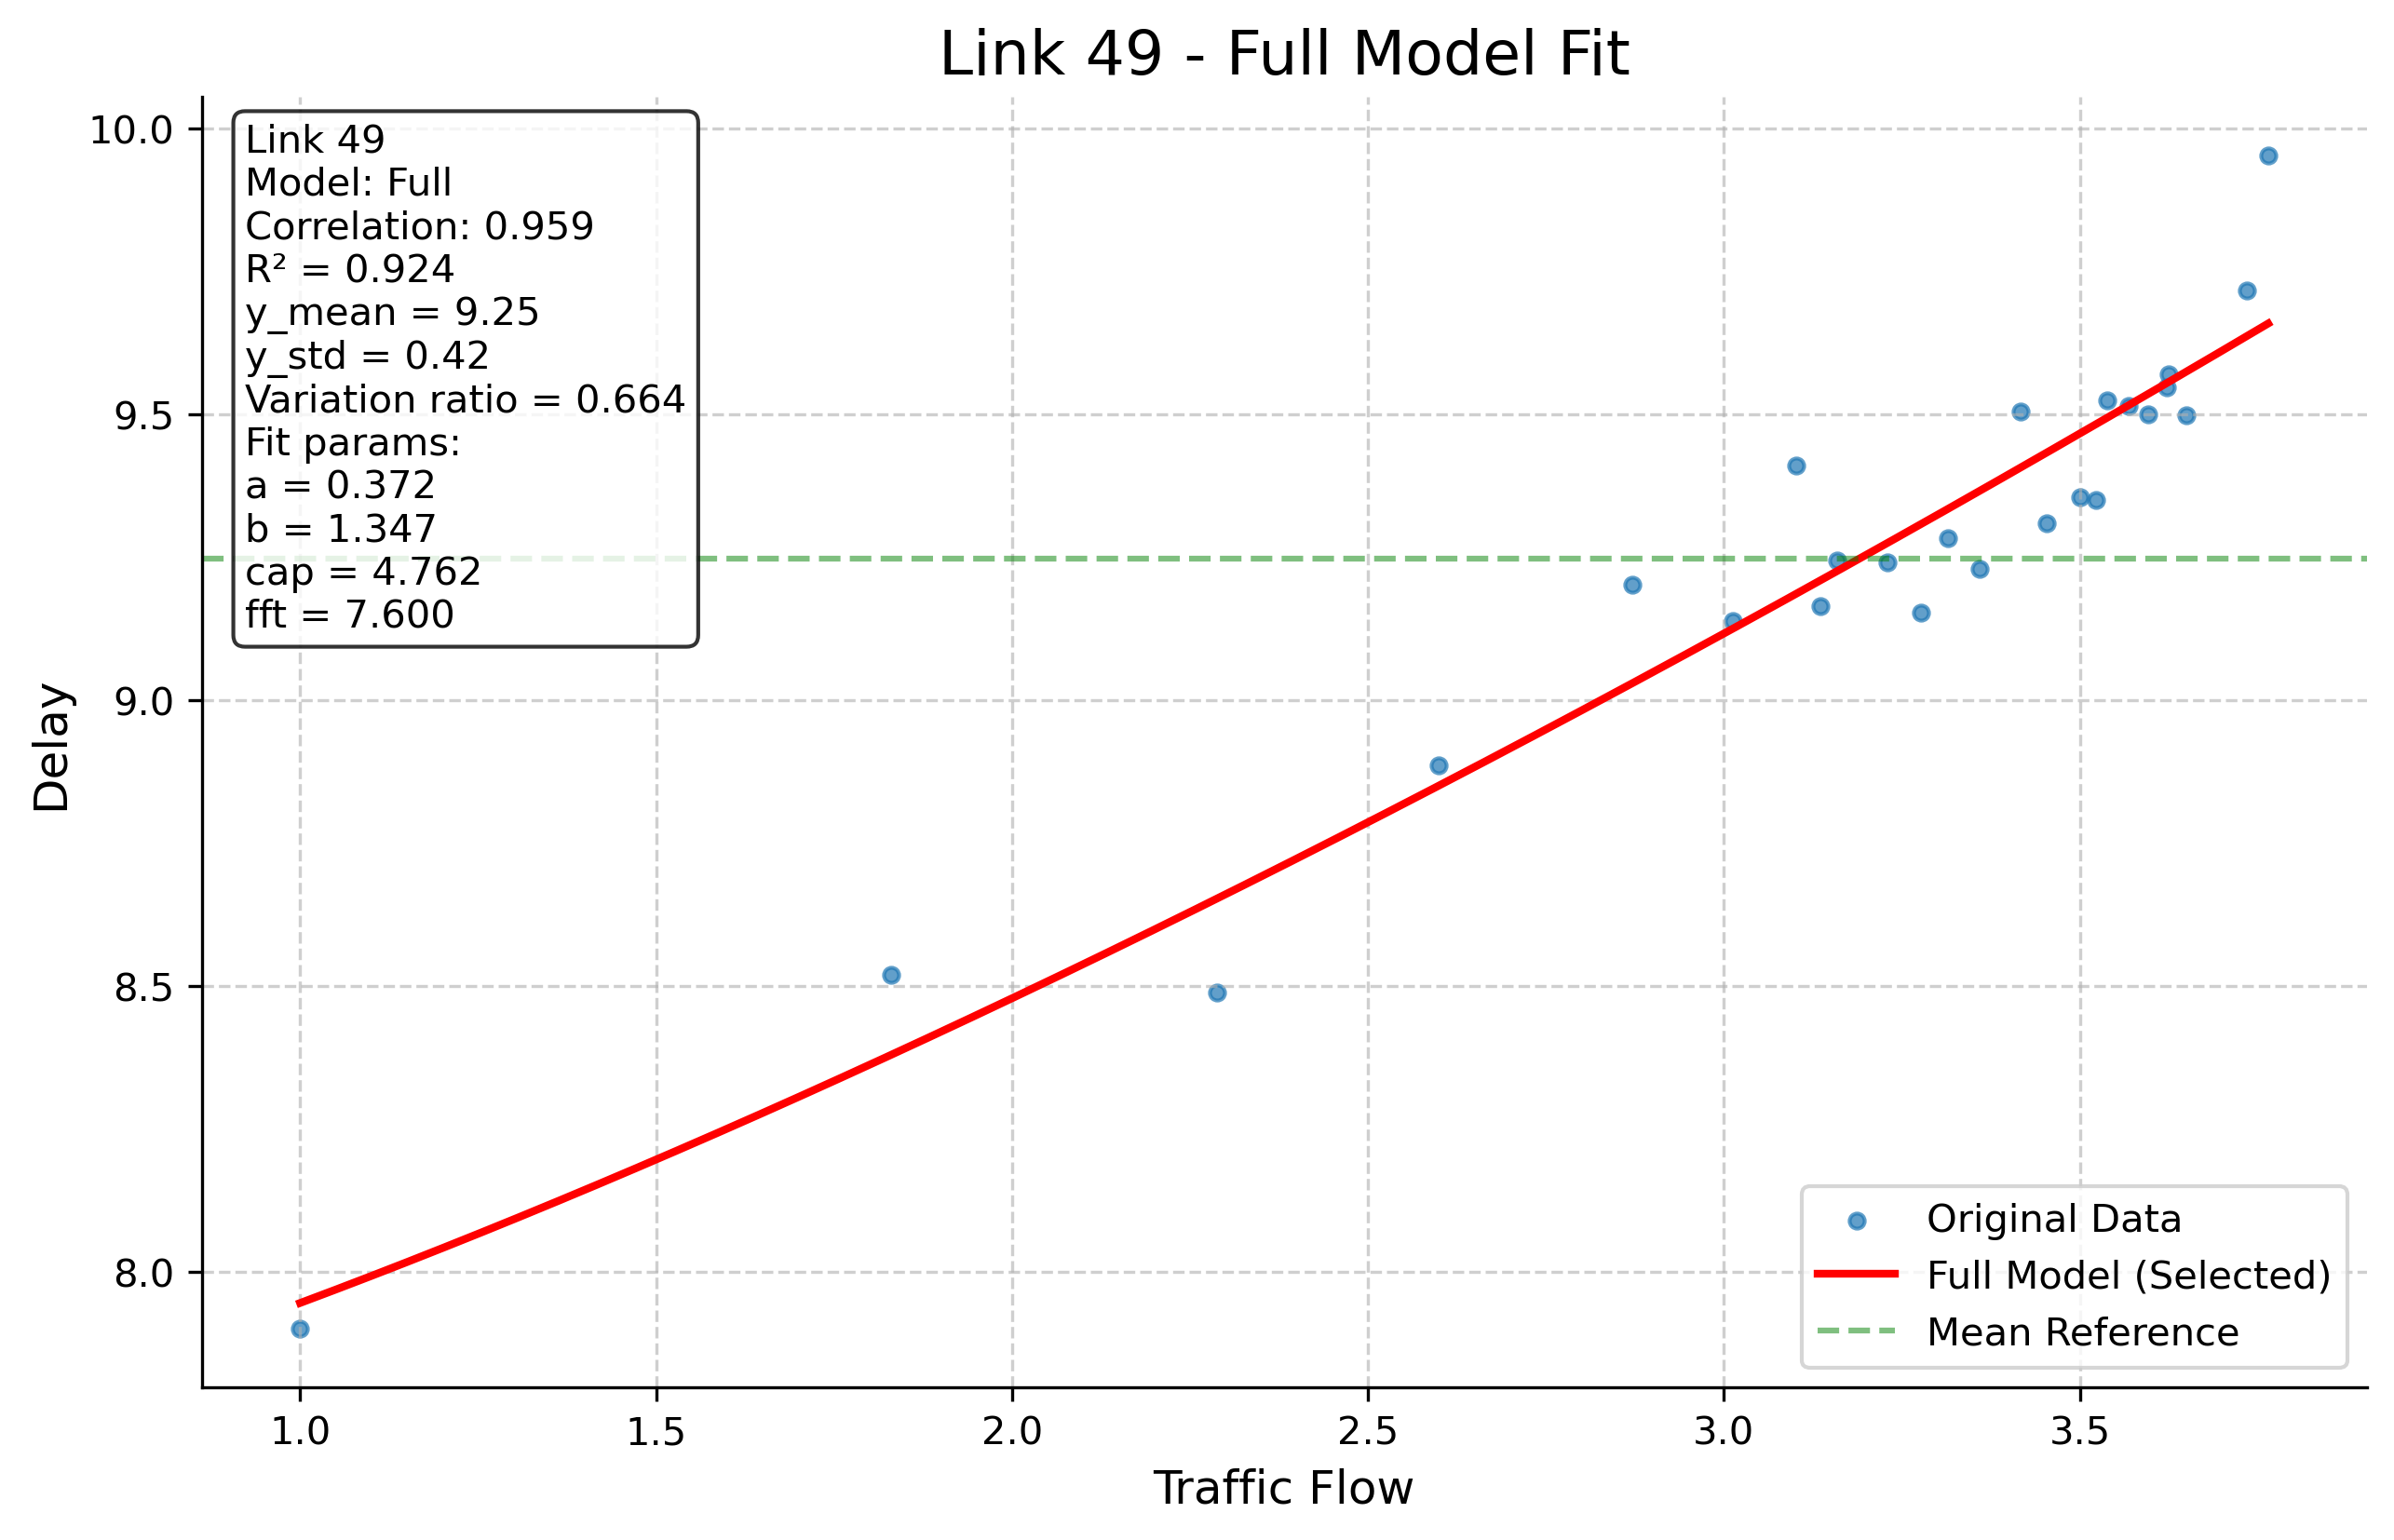 Link 49 - Full Model Fit
Link 49
Model: Full
Correlation: 0.959
R² = 0.924
y_mean = 9.25
y_std = 0.42
Variation ratio = 0.664
Fit params:
a = 0.372
b = 1.347
cap = 4.762
fft = 7.600
10.0
9.5
9.0
8.5
8.0
Delay
1.0 1.5 2.0 2.5 3.0 3.5
Traffic Flow
Original Data
Full Model (Selected)
Mean Reference